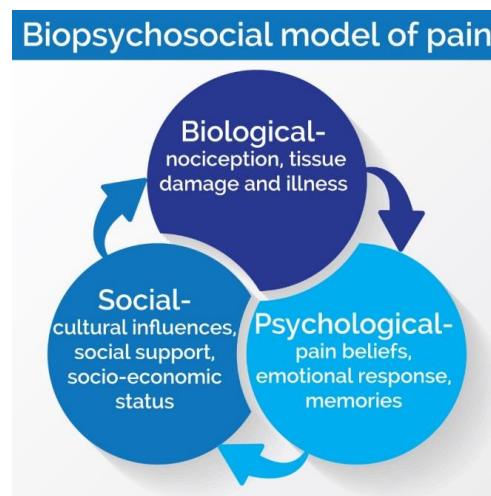 Biopsychosocial model of pain
Biological-
nociception, tissue
damage and illness
Social-
cultural influences,
social support,
socio-economic
status
Psychological-
pain beliefs,
emotional response,
memories